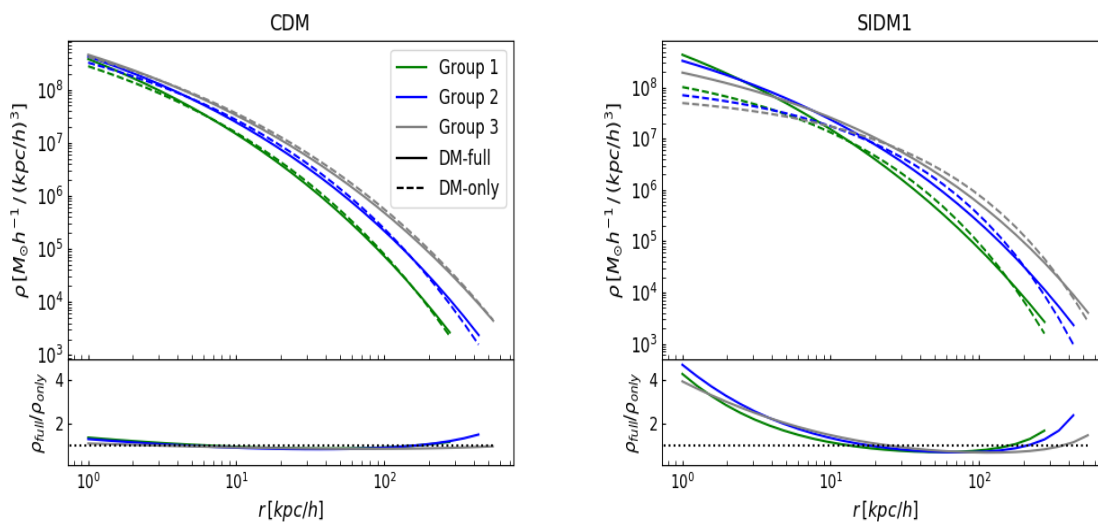 CDM
SIDM1
ρ [M⊙h⁻¹ / (kpc/h)³]
10⁸
10⁷
10⁶
10⁵
10⁴
10³
Group 1
Group 2
Group 3
DM-full
DM-only
ρ [M⊙h⁻¹ / (kpc/h)³]
10⁸
10⁷
10⁶
10⁵
10⁴
10³
ρfull/ρonly
4
2
ρfull/ρonly
4
2
10⁰ 10¹ 10²
r [kpc/h]
10⁰ 10¹ 10²
r [kpc/h]